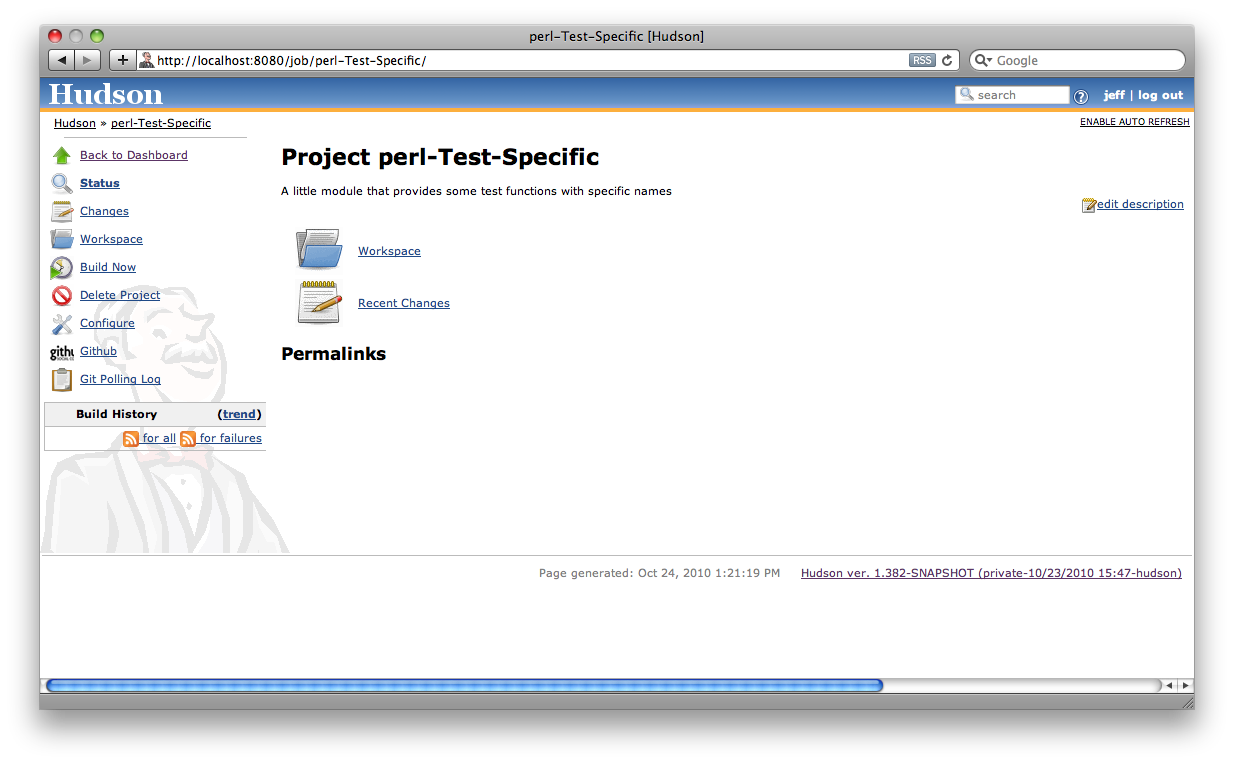 perl-Test-Specific [Hudson]
http://localhost:8080/job/perl-Test-Specific/ RSS Google
Hudson search ? jeff | log out
Hudson » perl-Test-Specific ENABLE AUTO REFRESH
Back to Dashboard
Status
Changes
Workspace
Build Now
Delete Project
Configure
Github
Git Polling Log
Build History (trend)
for all for failures
Project perl-Test-Specific
A little module that provides some test functions with specific names
edit description
Workspace
Recent Changes
Permalinks
Page generated: Oct 24, 2010 1:21:19 PM Hudson ver. 1.382-SNAPSHOT (private-10/23/2010 15:47-hudson)